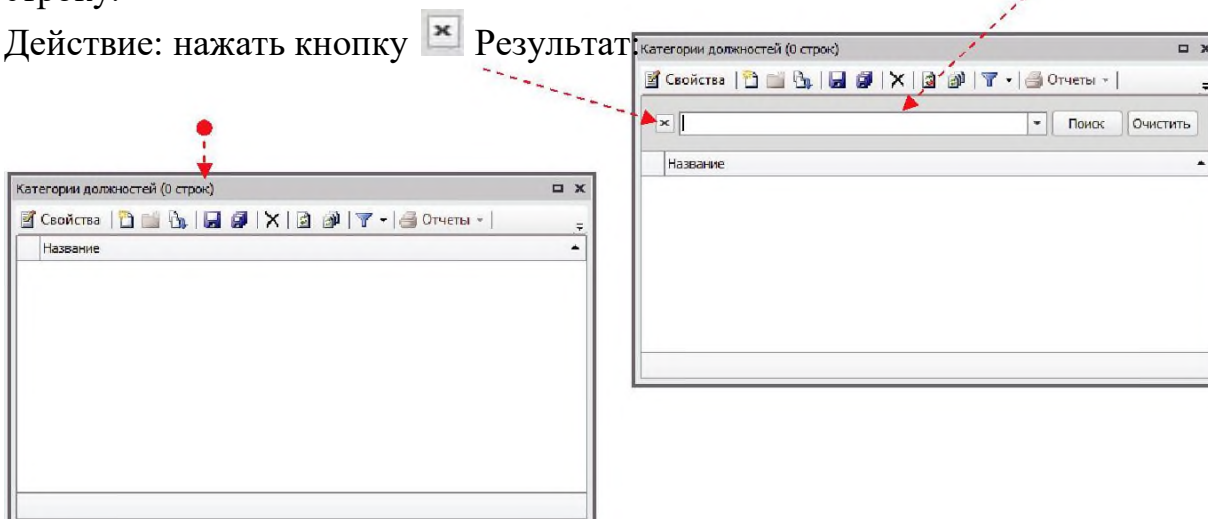 строку.
Действие: нажать кнопку Результат:
Категории должностей (0 строк)
Свойства Отчеты
Поиск Очистить
Название
Категории должностей (0 строк)
Свойства Отчеты
Название